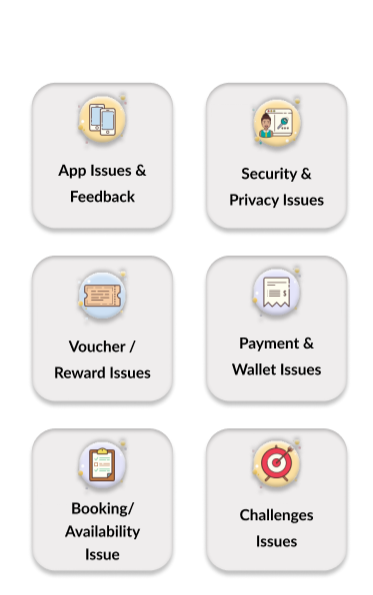 App Issues &
Feedback
Security &
Privacy Issues
Voucher /
Reward Issues
Payment &
Wallet Issues
Booking/
Availability
Issue
Challenges
Issues